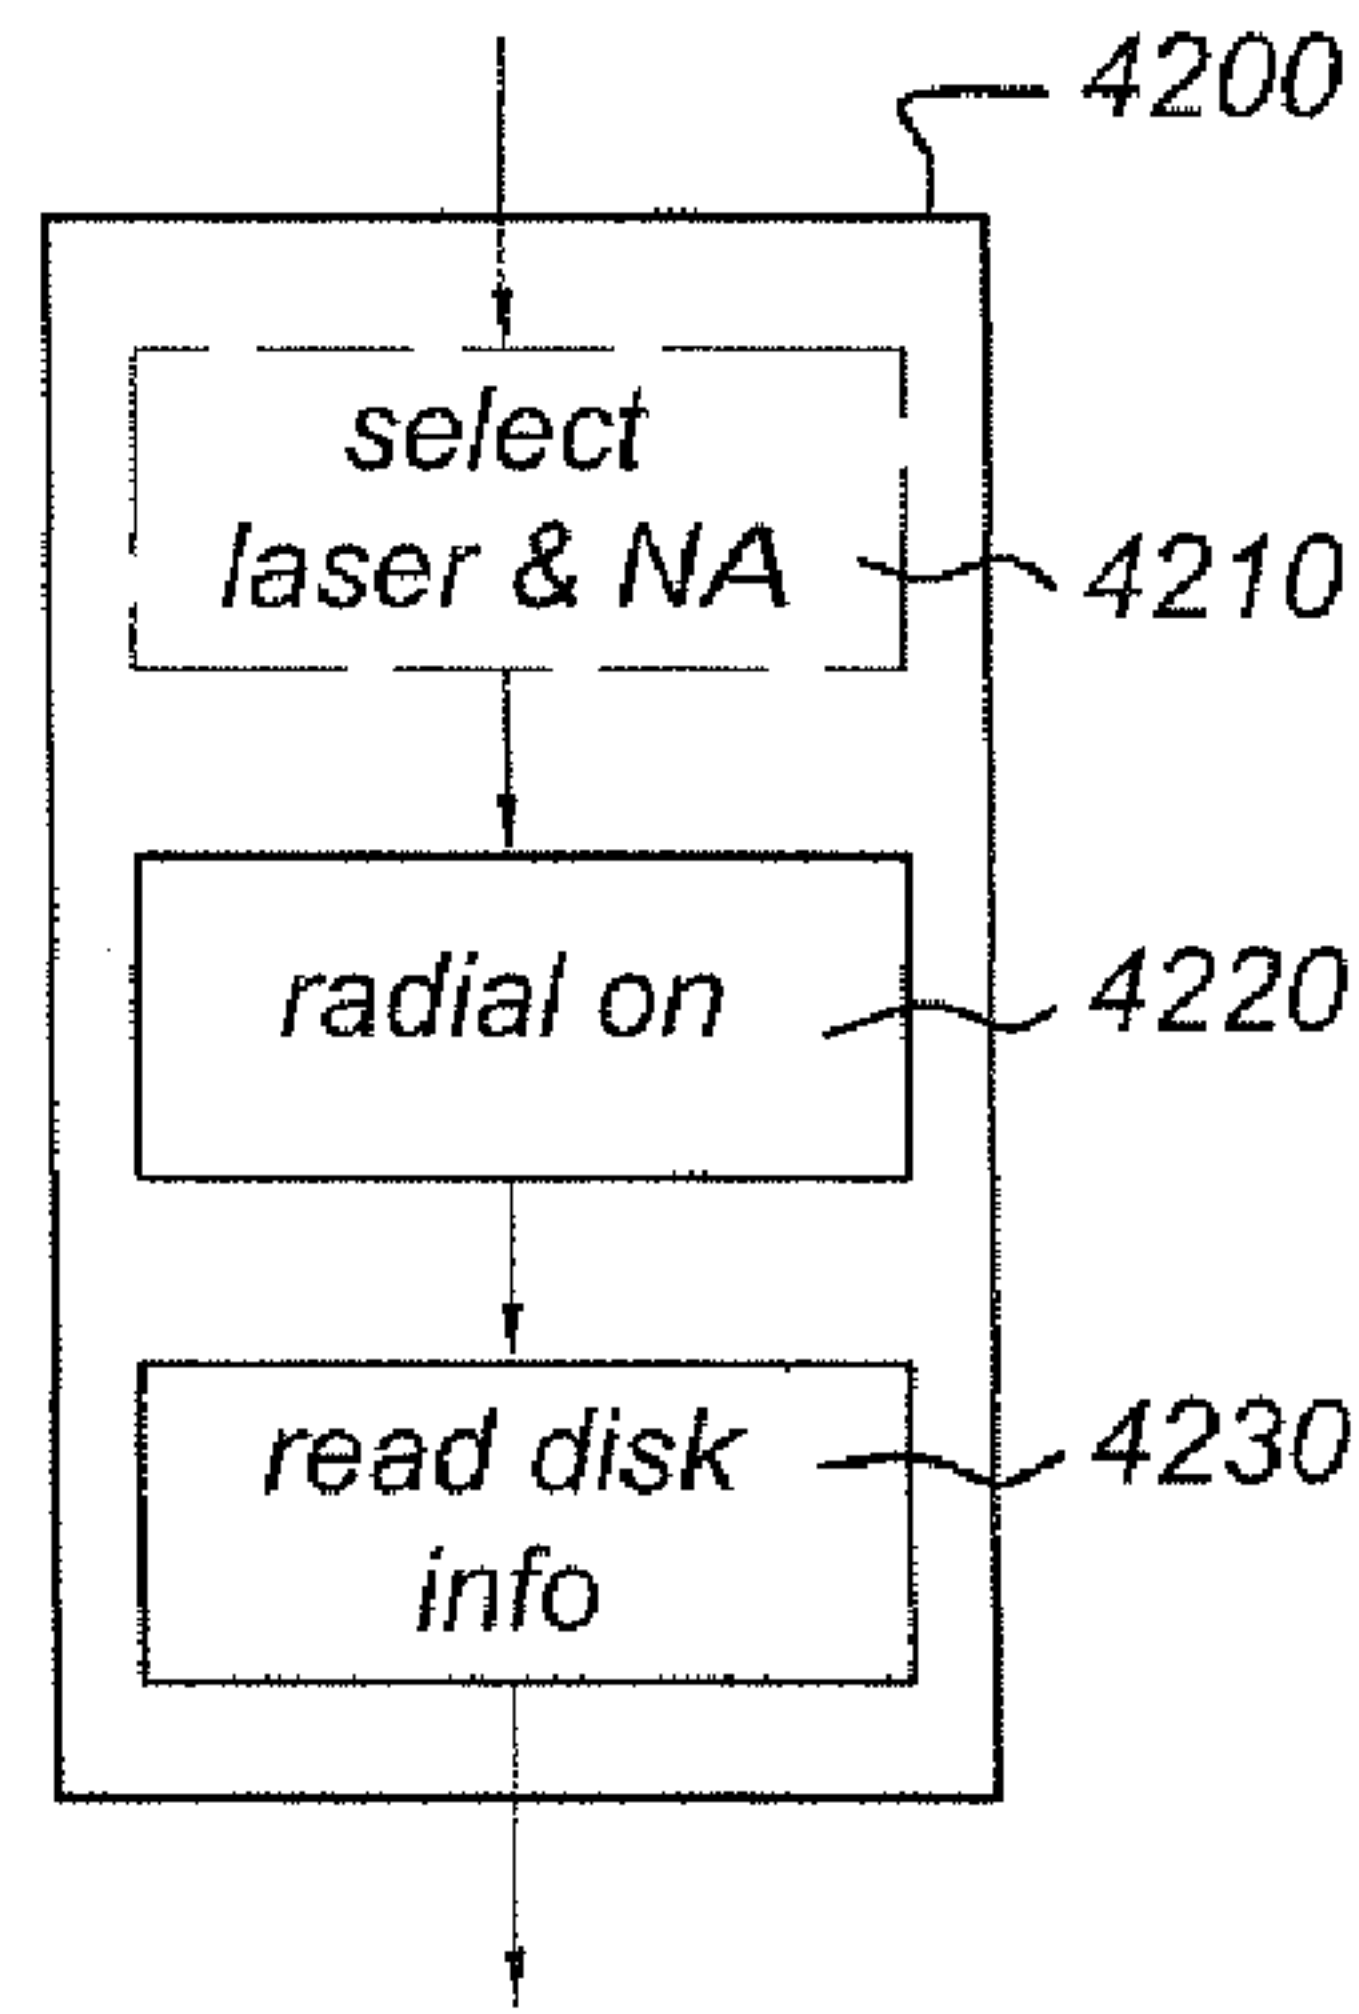 4200
select
laser & NA
4210
radial on
4220
read disk
info
4230